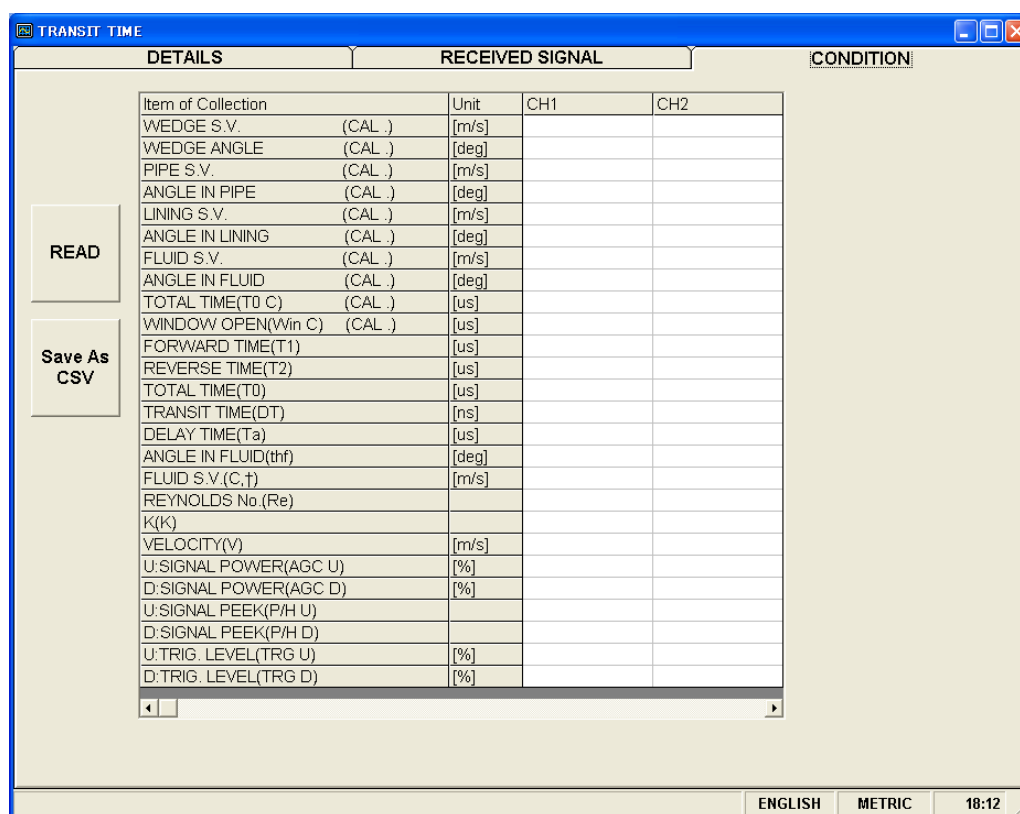 TRANSIT TIME
DETAILS RECEIVED SIGNAL CONDITION
Item of Collection Unit CH1 CH2
WEDGE S.V. (CAL .) [m/s]
WEDGE ANGLE (CAL .) [deg]
PIPE S.V. (CAL .) [m/s]
ANGLE IN PIPE (CAL .) [deg]
LINING S.V. (CAL .) [m/s]
ANGLE IN LINING (CAL .) [deg]
FLUID S.V. (CAL .) [m/s]
ANGLE IN FLUID (CAL .) [deg]
TOTAL TIME(T0 C) (CAL .) [us]
WINDOW OPEN(Win C) (CAL .) [us]
FORWARD TIME(T1) [us]
REVERSE TIME(T2) [us]
TOTAL TIME(T0) [us]
TRANSIT TIME(DT) [ns]
DELAY TIME(Ta) [us]
ANGLE IN FLUID(thf) [deg]
FLUID S.V.(C,†) [m/s]
REYNOLDS No.(Re)
K(K)
VELOCITY(V) [m/s]
U:SIGNAL POWER(AGC U) [%]
D:SIGNAL POWER(AGC D) [%]
U:SIGNAL PEEK(P/H U)
D:SIGNAL PEEK(P/H D)
U:TRIG. LEVEL(TRG U) [%]
D:TRIG. LEVEL(TRG D) [%]
READ
Save As
CSV
ENGLISH METRIC 18:12